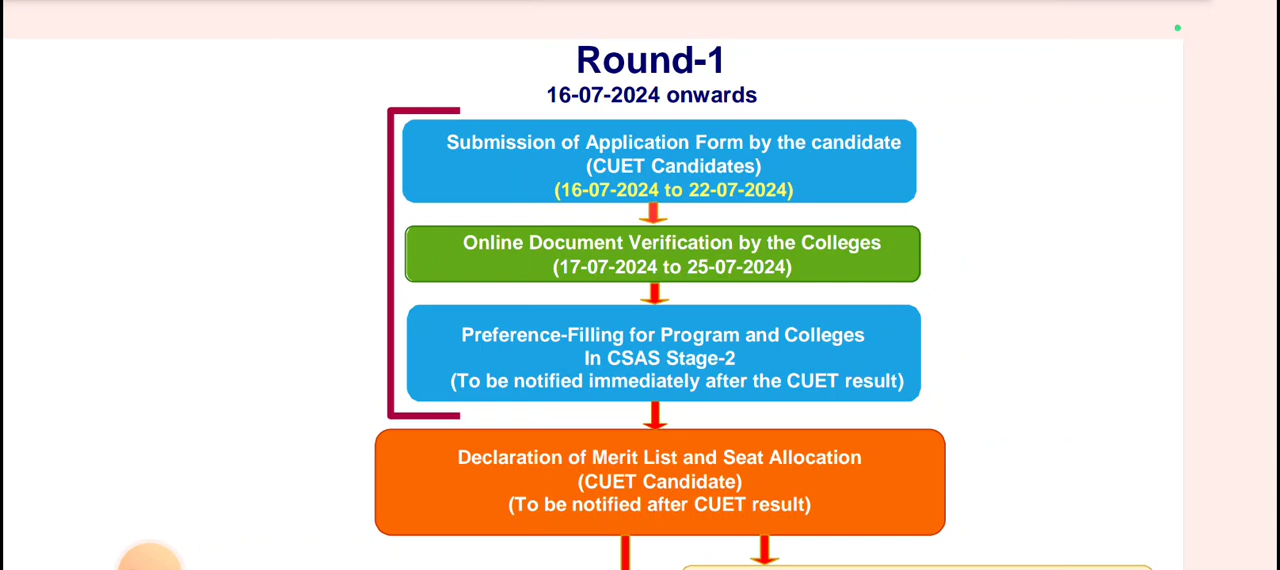 Round-1
16-07-2024 onwards
Submission of Application Form by the candidate
(CUET Candidates)
(16-07-2024 to 22-07-2024)
Online Document Verification by the Colleges
(17-07-2024 to 25-07-2024)
Preference-Filling for Program and Colleges
In CSAS Stage-2
(To be notified immediately after the CUET result)
Declaration of Merit List and Seat Allocation
(CUET Candidate)
(To be notified after CUET result)